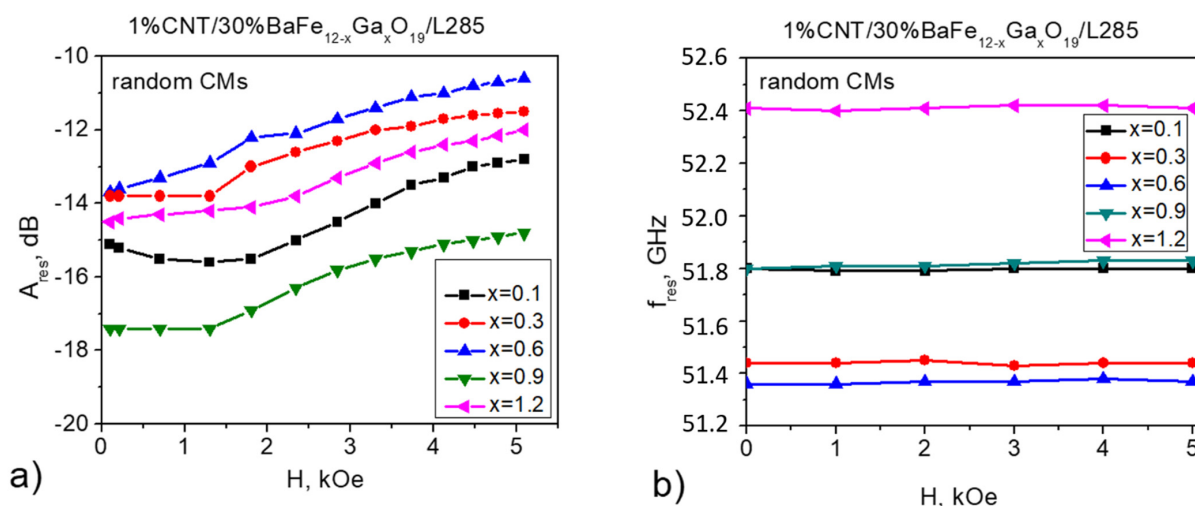 1%CNT/30%BaFe12-xGaxO19/L285
random CMs
Ares, dB
-10
-12
-14
-16
-18
-20
x=0.1
x=0.3
x=0.6
x=0.9
x=1.2
0 1 2 3 4 5
H, kOe
a)
1%CNT/30%BaFe12-xGaxO19/L285
random CMs
fres, GHz
52.6
52.4
52.2
52.0
51.8
51.6
51.4
51.2
x=0.1
x=0.3
x=0.6
x=0.9
x=1.2
0 1 2 3 4 5
H, kOe
b)